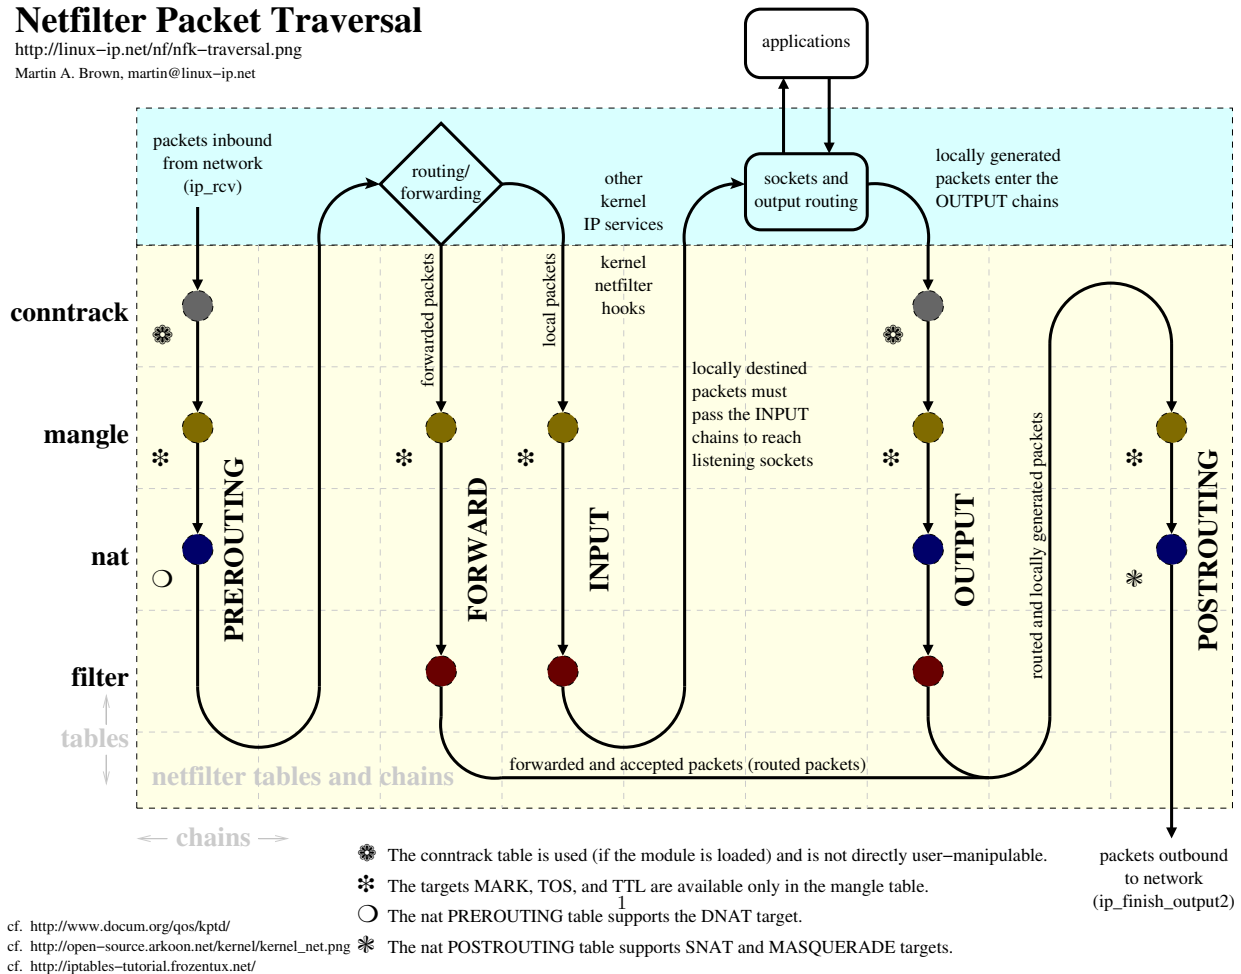 Netfilter Packet Traversal
http://linux-ip.net/nf/nfk-traversal.png
Martin A. Brown, martin@linux-ip.net
applications
packets inbound
from network
(ip_rcv)
routing/
forwarding
other
kernel
IP services
sockets and
output routing
locally generated
packets enter the
OUTPUT chains
kernel
netfilter
hooks
forwarded packets
local packets
conntrack
locally destined
packets must
pass the INPUT
chains to reach
listening sockets
mangle
nat
filter
PREROUTING
FORWARD
INPUT
OUTPUT
routed and locally generated packets
POSTROUTING
tables
netfilter tables and chains
forwarded and accepted packets (routed packets)
chains
The conntrack table is used (if the module is loaded) and is not directly user-manipulable.
The targets MARK, TOS, and TTL are available only in the mangle table.
1
The nat PREROUTING table supports the DNAT target.
The nat POSTROUTING table supports SNAT and MASQUERADE targets.
packets outbound
to network
(ip_finish_output2)
cf. http://www.docum.org/qos/kptd/
cf. http://open-source.arkoon.net/kernel/kernel_net.png
cf. http://iptables-tutorial.frozentux.net/